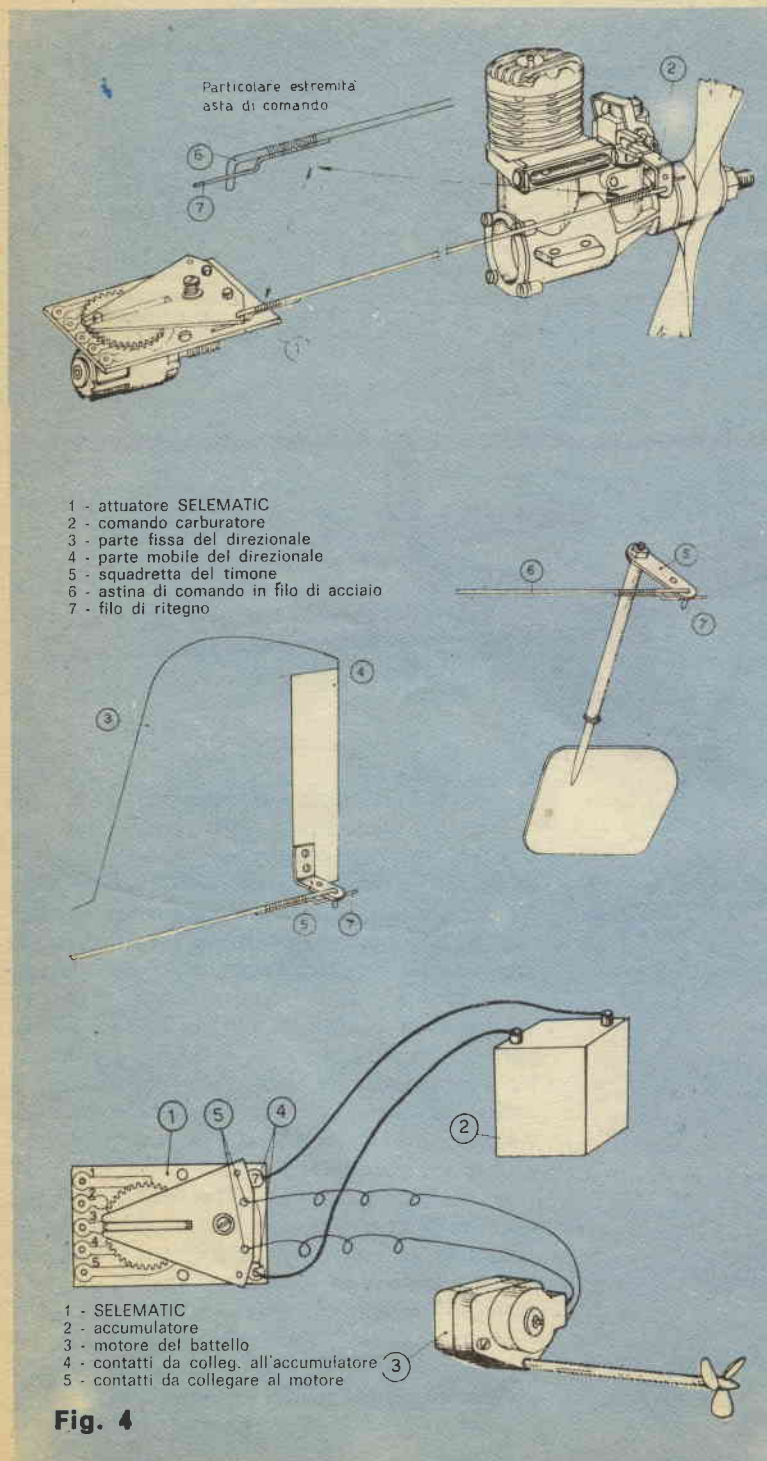 Particolare estremità
asta di comando
2
6
7
1
1 - attuatore SELEMATIC
2 - comando carburatore
3 - parte fissa del direzionale
4 - parte mobile del direzionale
5 - squadretta del timone
6 - astina di comando in filo di acciaio
7 - filo di ritegno
5
6
7
4
3
5
7
1
5
4
2
1
2
3
4
5
7
6
1 - SELEMATIC
2 - accumulatore
3 - motore del battello
4 - contatti da colleg. all'accumulatore
5 - contatti da collegare al motore
3
Fig. 4